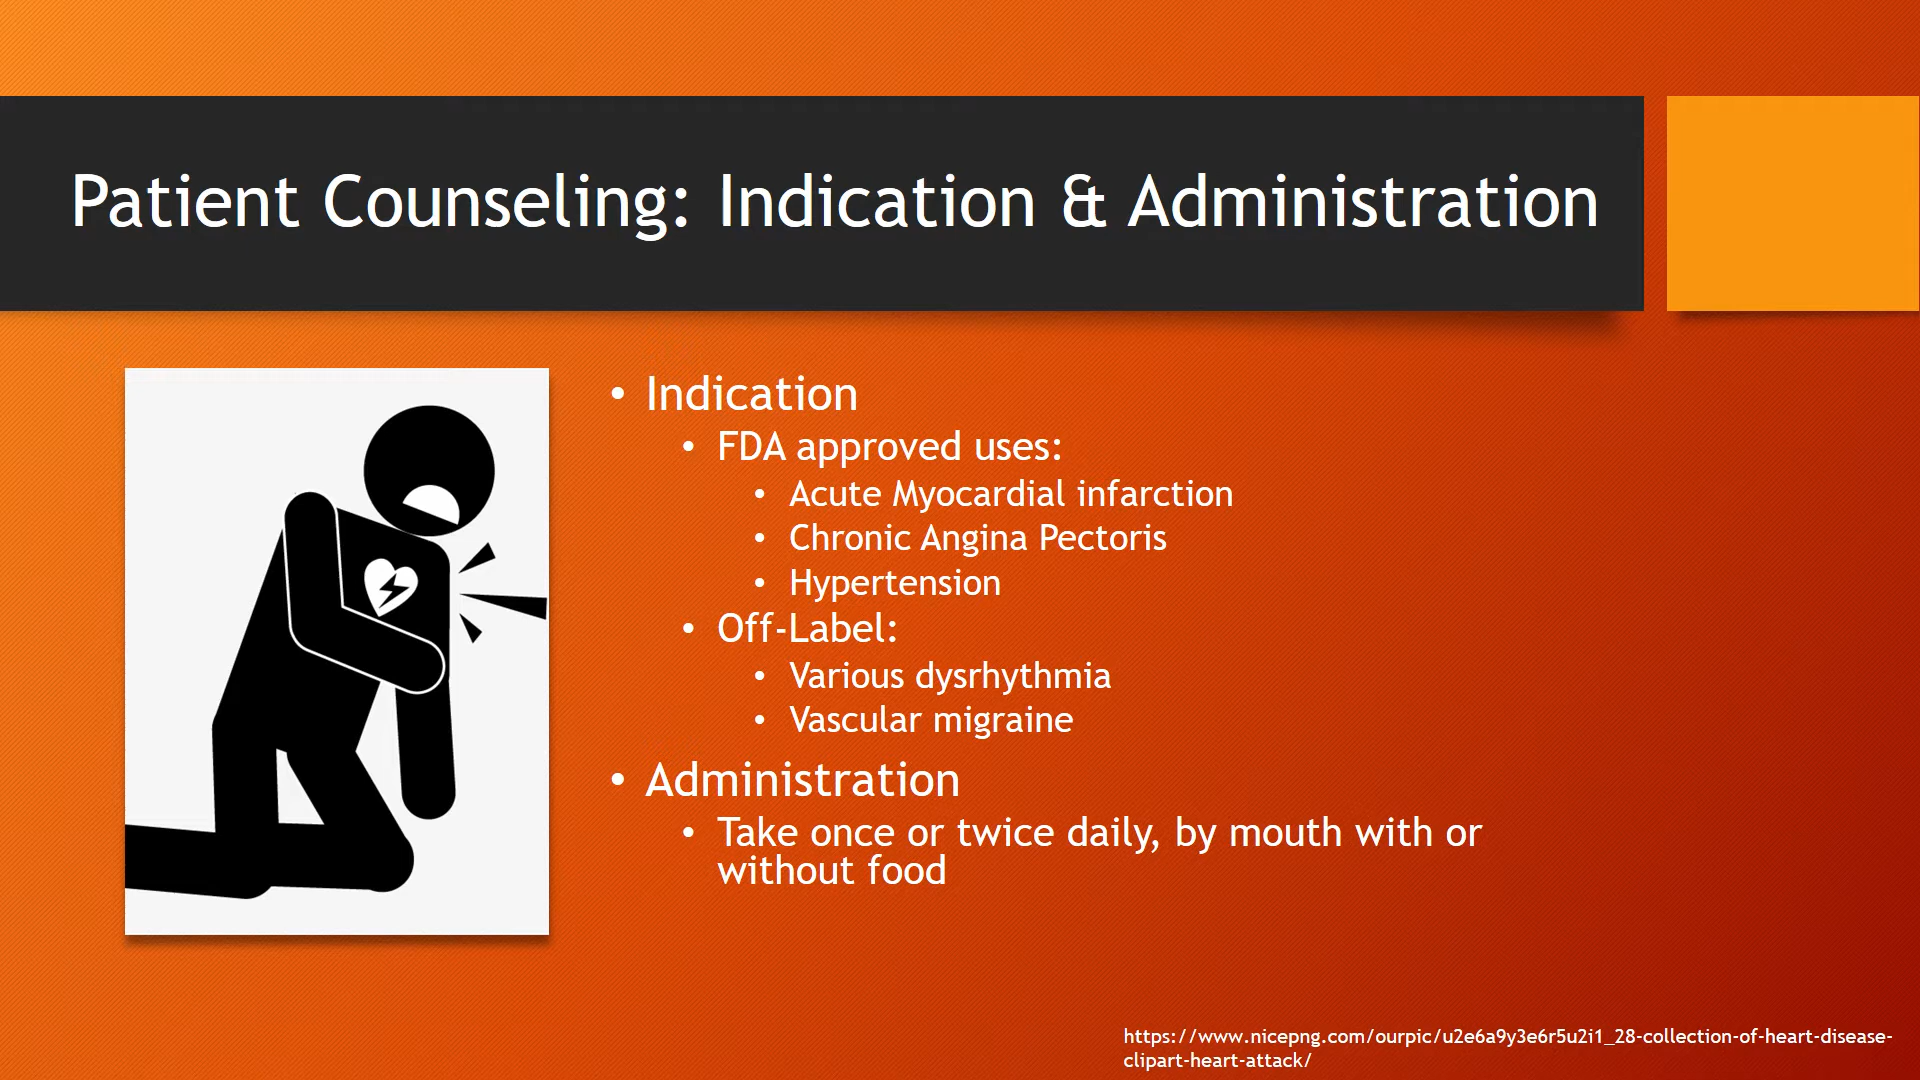 Patient Counseling: Indication & Administration
• Indication
• FDA approved uses:
• Acute Myocardial infarction
• Chronic Angina Pectoris
• Hypertension
• Off-Label:
• Various dysrhythmia
• Vascular migraine
• Administration
• Take once or twice daily, by mouth with or
without food
https://www.nicepng.com/ourpic/u2e6a9y3e6r5u2i1_28-collection-of-heart-disease-
clipart-heart-attack/